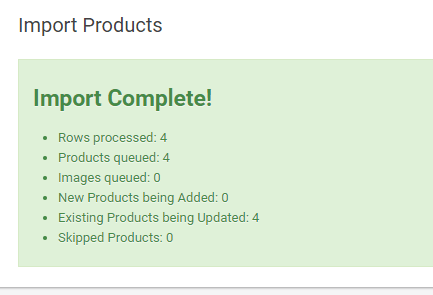 Import Products
Import Complete!
Rows processed: 4
Products queued: 4
Images queued: 0
New Products being Added: 0
Existing Products being Updated: 4
Skipped Products: 0